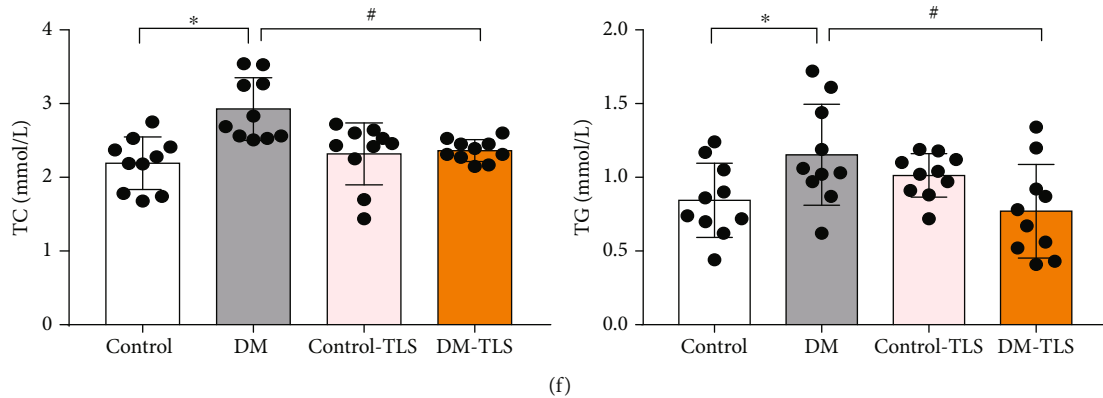 * #
TC (mmol/L)
4
3
2
1
0
Control DM Control-TLS DM-TLS
* #
TG (mmol/L)
2.0
1.5
1.0
0.5
0.0
Control DM Control-TLS DM-TLS
(f)